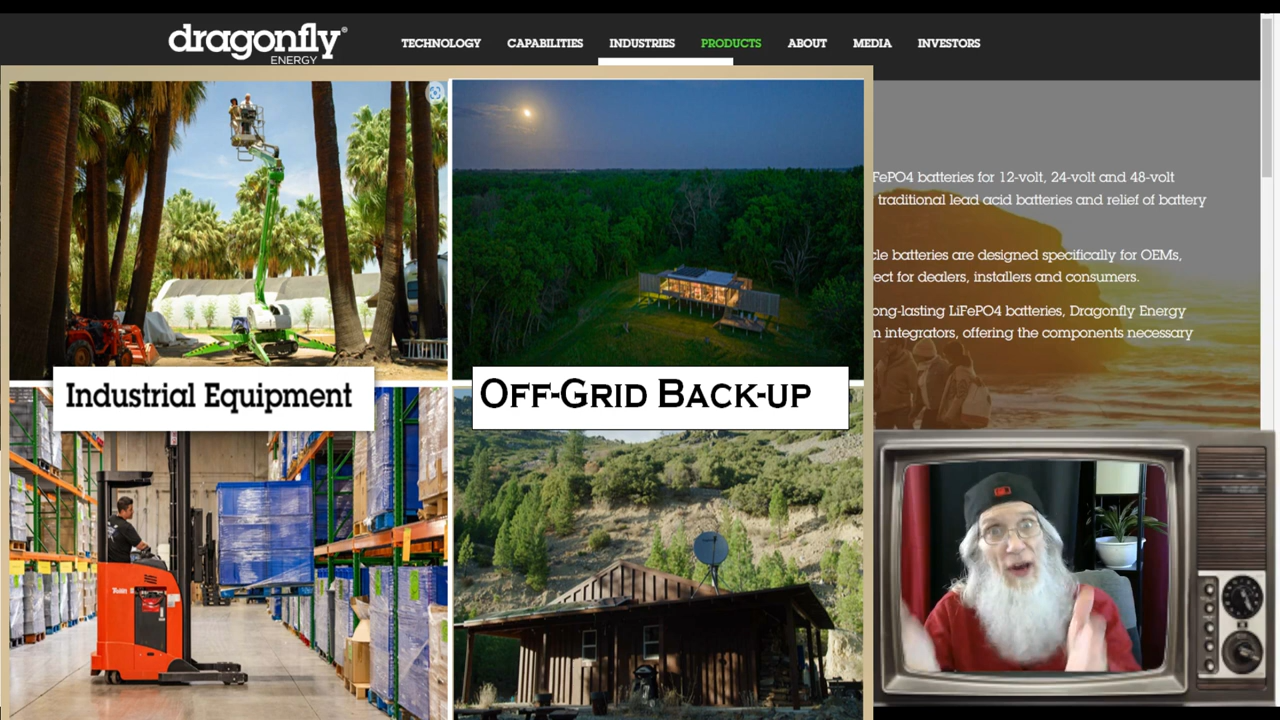 dragonfly®
ENERGY
TECHNOLOGY CAPABILITIES INDUSTRIES PRODUCTS ABOUT MEDIA INVESTORS
FePO4 batteries for 12-volt, 24-volt and 48-volt
traditional lead acid batteries and relief of battery
cle batteries are designed specifically for OEMs,
ect for dealers, installers and consumers.
ong-lasting LiFePO4 batteries, Dragonfly Energy
n integrators, offering the components necessary
Industrial Equipment
OFF-GRID BACK-UP